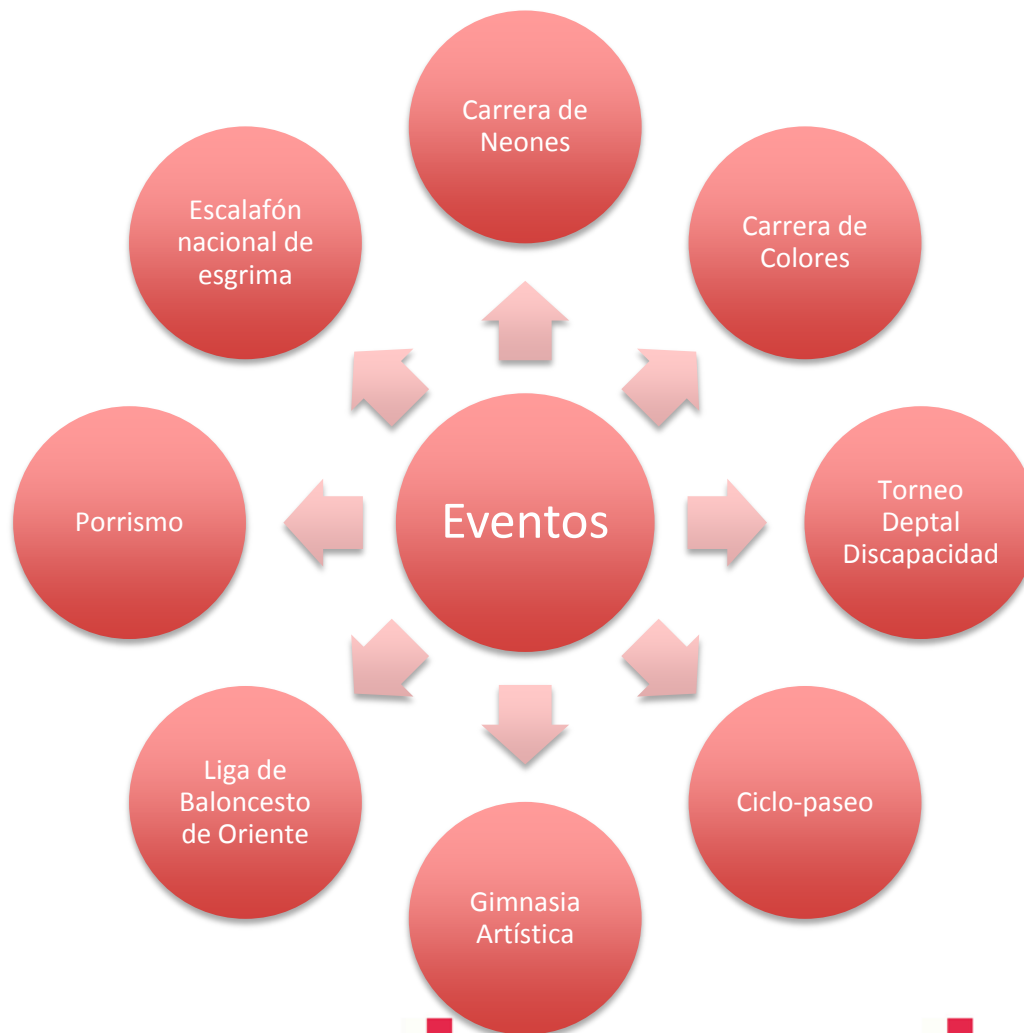 Carrera de
Neones
Carrera de
Colores
Torneo
Deptal
Discapacidad
Ciclo-paseo
Gimnasia
Artística
Liga de
Baloncesto
de Oriente
Porrismo
Escalafón
nacional de
esgrima
Eventos